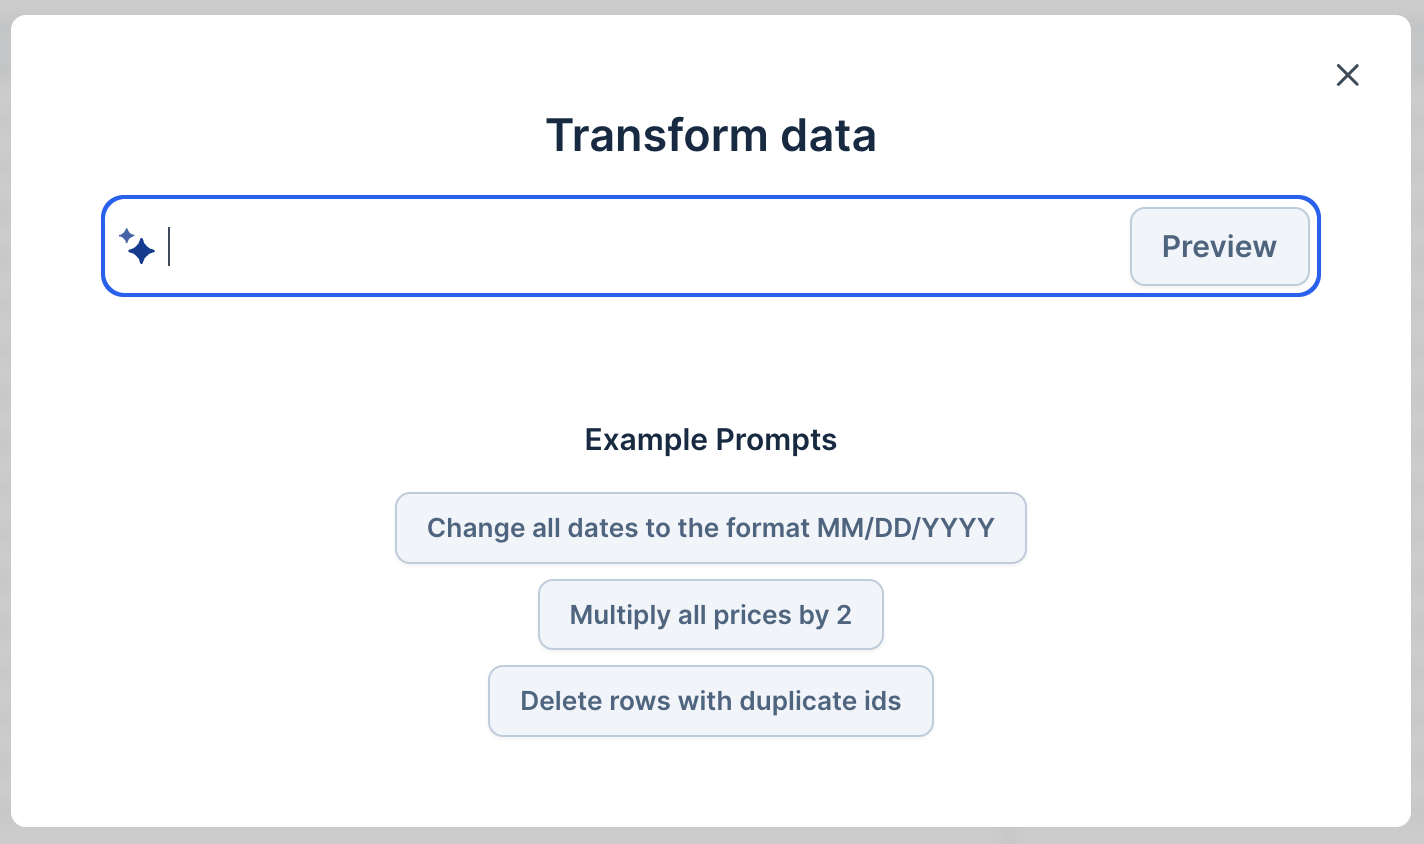 Transform data
Preview
Example Prompts
Change all dates to the format MM/DD/YYYY
Multiply all prices by 2
Delete rows with duplicate ids